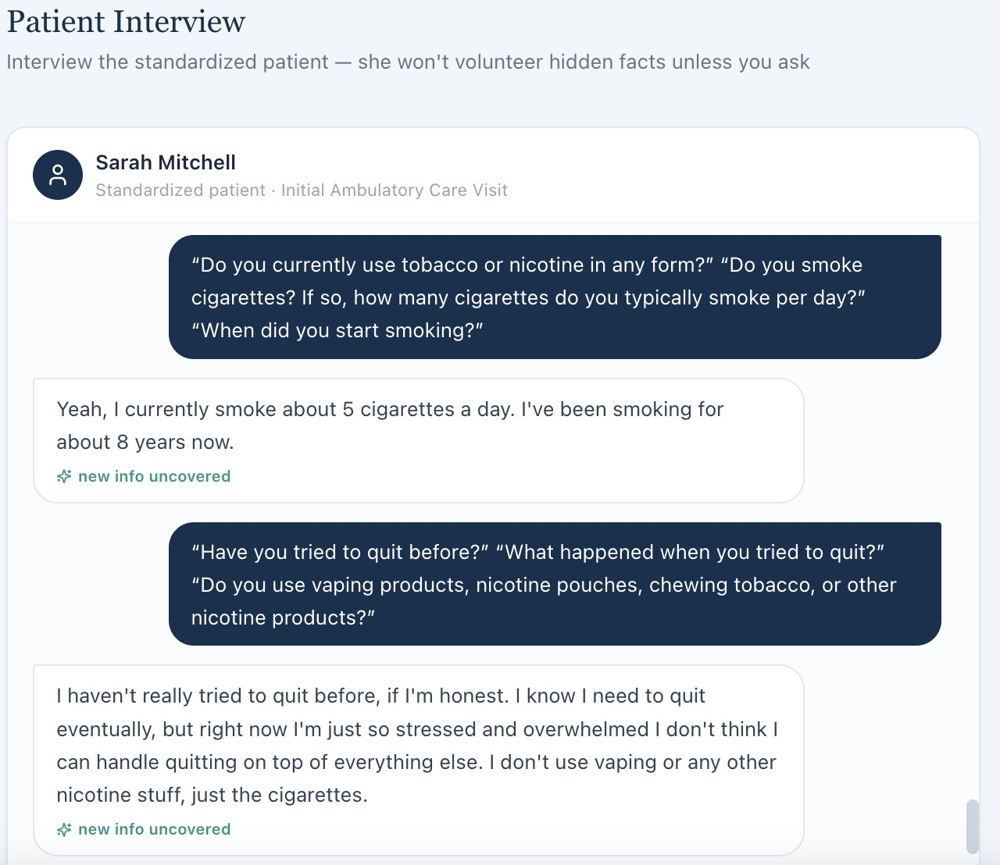 Patient Interview
Interview the standardized patient — she won't volunteer hidden facts unless you ask
Sarah Mitchell
Standardized patient · Initial Ambulatory Care Visit
“Do you currently use tobacco or nicotine in any form?” “Do you smoke
cigarettes? If so, how many cigarettes do you typically smoke per day?”
“When did you start smoking?”
Yeah, I currently smoke about 5 cigarettes a day. I've been smoking for
about 8 years now.
new info uncovered
“Have you tried to quit before?” “What happened when you tried to quit?”
“Do you use vaping products, nicotine pouches, chewing tobacco, or other
nicotine products?”
I haven't really tried to quit before, if I'm honest. I know I need to quit
eventually, but right now I'm just so stressed and overwhelmed I don't think I
can handle quitting on top of everything else. I don't use vaping or any other
nicotine stuff, just the cigarettes.
new info uncovered